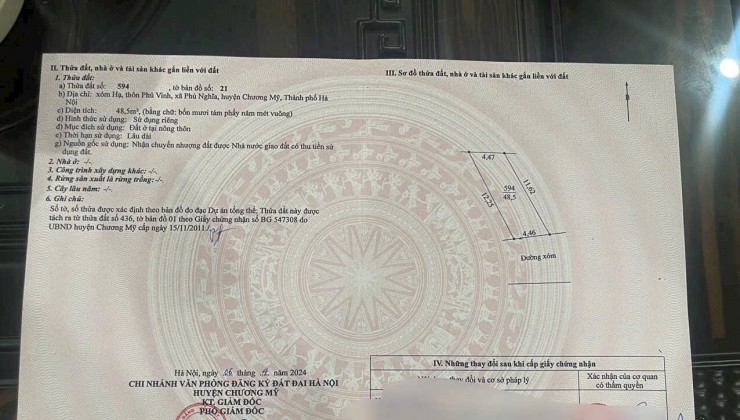 II. Thửa đất, nhà ở và tài sản khác gắn liền với đất
1. Thửa đất:
a) Thửa đất số: 594 , tờ bản đồ số: 21
b) Địa chỉ: xóm Hạ, thôn Phú Vinh, xã Phú Nghĩa, huyện Chương Mỹ, Thành phố Hà
Nội
c) Diện tích: 48,5m², (bằng chữ: bốn mươi tám phẩy năm mét vuông)
d) Hình thức sử dụng: Sử dụng riêng
đ) Mục đích sử dụng: Đất ở tại nông thôn
e) Thời hạn sử dụng: Lâu dài
g) Nguồn gốc sử dụng: Nhận chuyển nhượng đất được Nhà nước giao đất có thu tiền sử
dụng đất.
2. Nhà ở: -/-
3. Công trình xây dựng khác: -/-
4. Rừng sản xuất là rừng trồng: -/-
5. Cây lâu năm: -/-
6. Ghi chú:
Số tờ, số thửa được xác định theo bản đồ đo đạc Dự án tổng thể; Thửa đất này được
tách ra từ thửa đất số 436, tờ bản đồ 01 theo Giấy chứng nhận số BG 547308 do
UBND huyện Chương Mỹ cấp ngày 15/11/2011./.
Hà Nội, ngày 26 tháng năm 2024
CHI NHÁNH VĂN PHÒNG ĐĂNG KÝ ĐẤT ĐAI HÀ NỘI
HUYỆN CHƯƠNG MỸ
KT. GIÁM ĐỐC
PHÓ GIÁM ĐỐC
III. Sơ đồ thửa đất, nhà ở và tài sản khác gắn liền với đất
4,47
11,62
594
48,5
12,25
4,46
Đường xóm
IV. Những thay đổi sau khi cấp giấy chứng nhận
thay đổi và cơ sở pháp lý
Xác nhận của cơ quan
có thẩm quyền